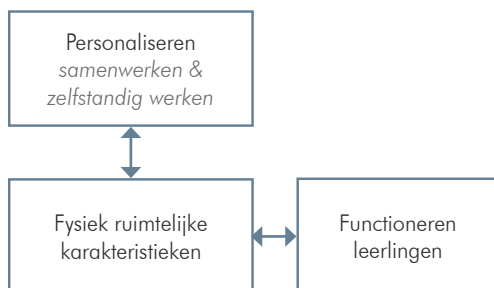 Personaliseren
samenwerken &
zelfstandig werken
Fysiek ruimtelijke
karakteristieken
Functioneren
leerlingen